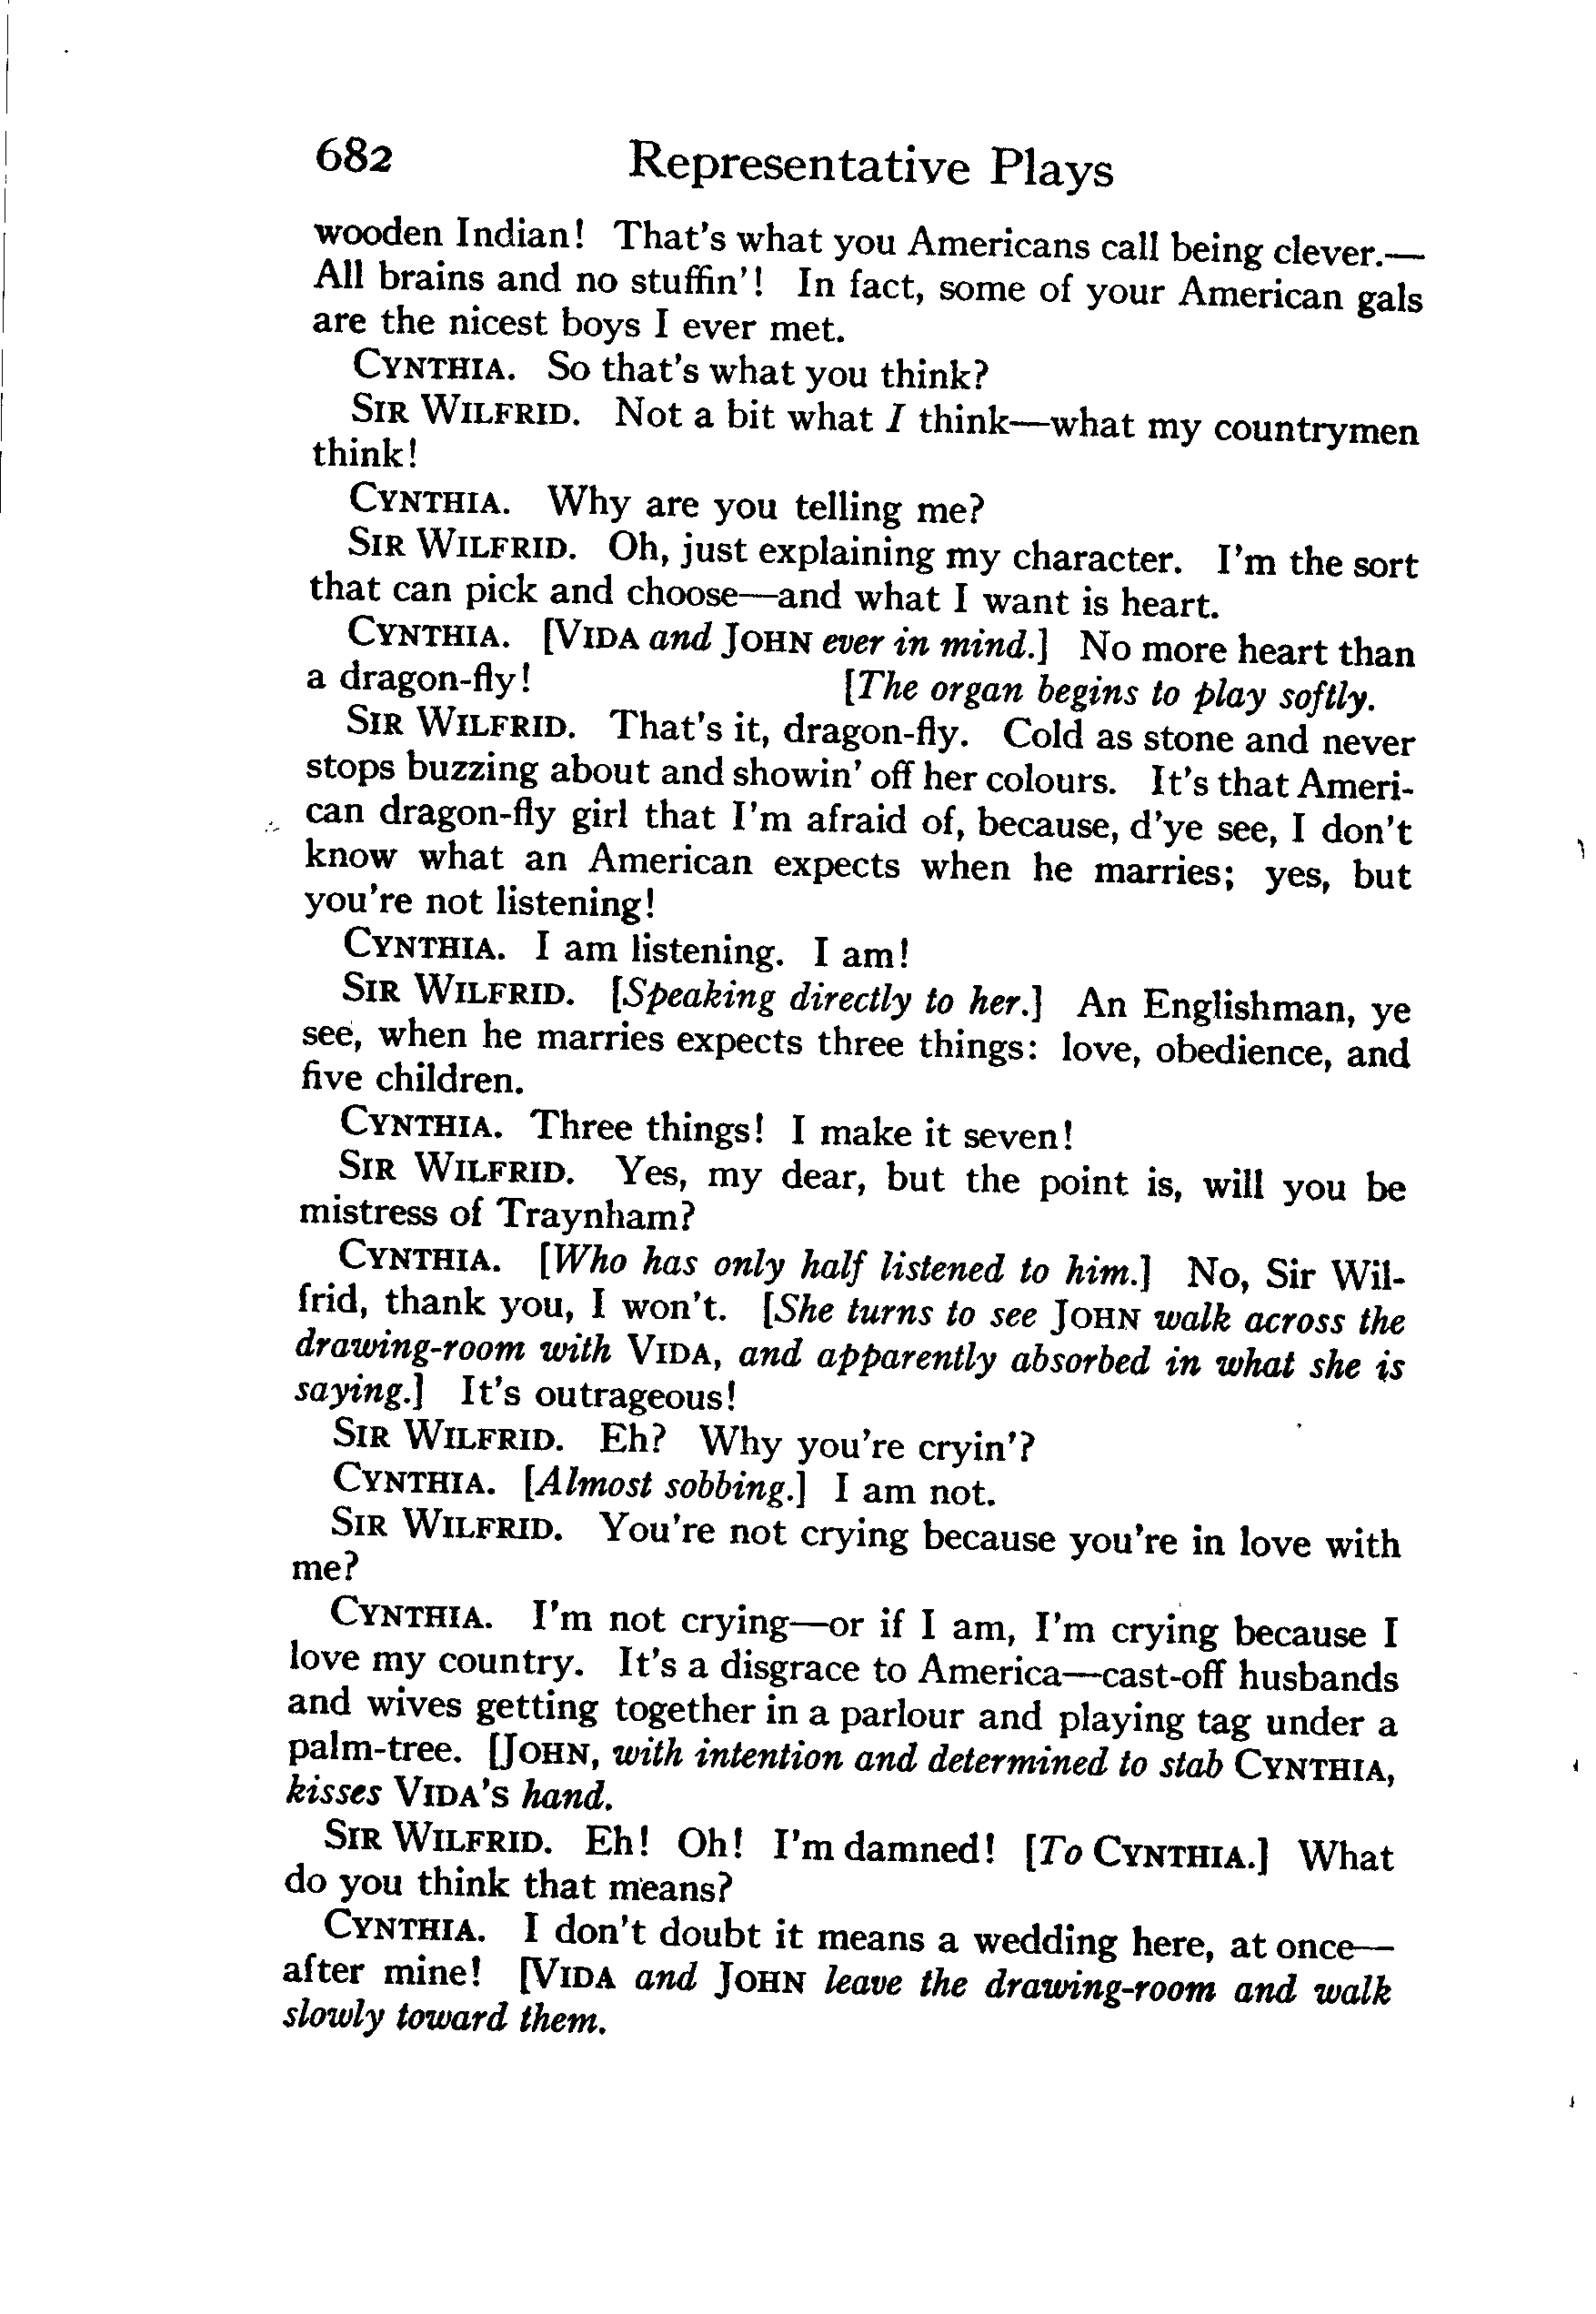 682 Representative Plays
wooden Indian! That's what you Americans call being clever.—
All brains and no stuffin'! In fact, some of your American gals
are the nicest boys I ever met.
CYNTHIA. So that's what you think?
SIR WILFRID. Not a bit what I think—what my countrymen
think!
CYNTHIA. Why are you telling me?
SIR WILFRID. Oh, just explaining my character. I'm the sort
that can pick and choose—and what I want is heart.
CYNTHIA. [VIDA and JOHN ever in mind.] No more heart than
a dragon-fly! [The organ begins to play softly.
SIR WILFRID. That's it, dragon-fly. Cold as stone and never
stops buzzing about and showin' off her colours. It's that Ameri-
can dragon-fly girl that I'm afraid of, because, d'ye see, I don't
know what an American expects when he marries; yes, but
you're not listening!
CYNTHIA. I am listening. I am!
SIR WILFRID. [Speaking directly to her.] An Englishman, ye
see, when he marries expects three things: love, obedience, and
five children.
CYNTHIA. Three things! I make it seven!
SIR WILFRID. Yes, my dear, but the point is, will you be
mistress of Traynham?
CYNTHIA. [Who has only half listened to him.] No, Sir Wil-
frid, thank you, I won't. [She turns to see JOHN walk across the
drawing-room with VIDA, and apparently absorbed in what she is
saying.] It's outrageous!
SIR WILFRID. Eh? Why you're cryin'?
CYNTHIA. [Almost sobbing.] I am not.
SIR WILFRID. You're not crying because you're in love with
me?
CYNTHIA. I'm not crying—or if I am, I'm crying because I
love my country. It's a disgrace to America—cast-off husbands
and wives getting together in a parlour and playing tag under a
palm-tree. [JOHN, with intention and determined to stab CYNTHIA,
kisses VIDA'S hand.
SIR WILFRID. Eh! Oh! I'm damned! [To CYNTHIA.] What
do you think that means?
CYNTHIA. I don't doubt it means a wedding here, at once—
after mine! [VIDA and JOHN leave the drawing-room and walk
slowly toward them.